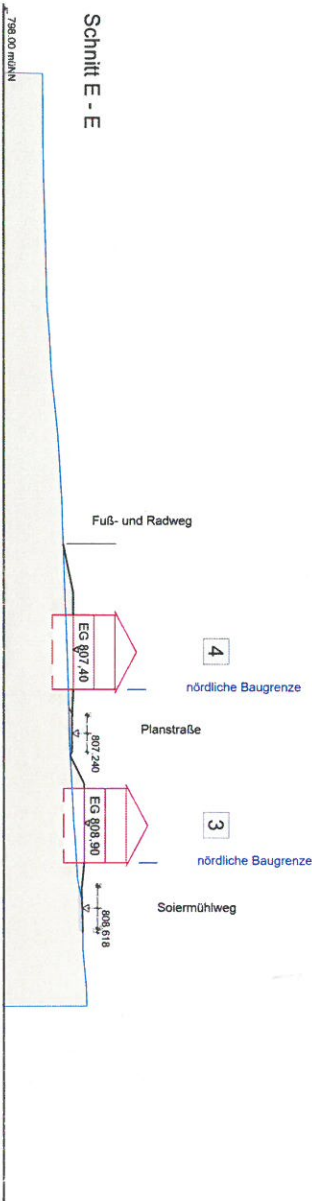 Schnitt E - E
798.00 müNN
Fuß- und Radweg
EG 807,40
4
nördliche Baugrenze
Planstraße
807.240
EG 808,90
3
nördliche Baugrenze
Soiermühlweg
808.618